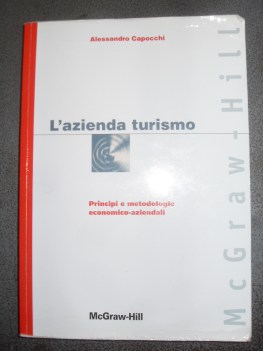 Alessandro Capocchi
L'azienda turismo
Principi e metodologie
economico-aziendali
McGraw-Hill
McGraw-Hill